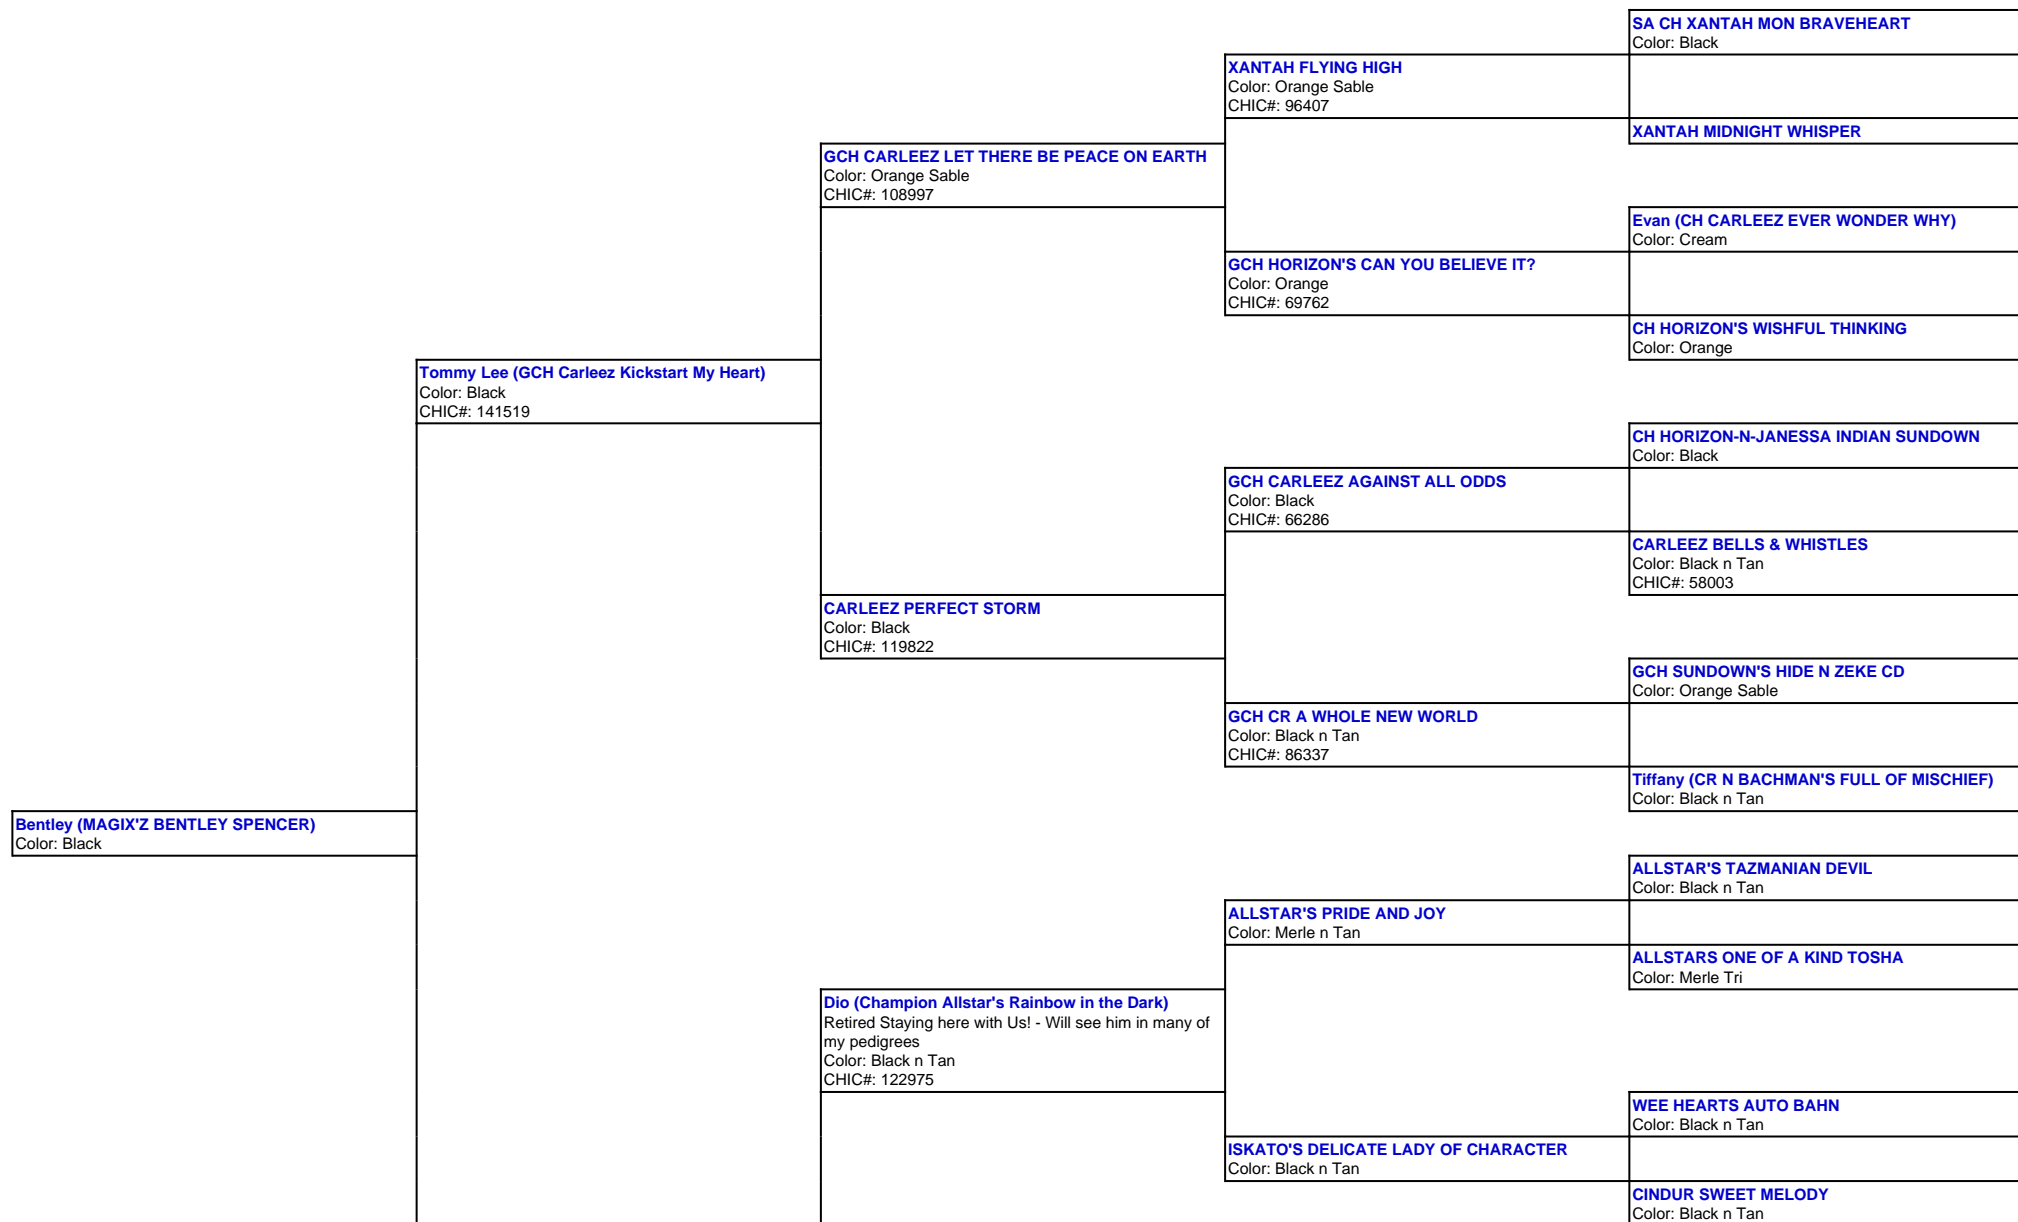 SA CH XANTAH MON BRAVEHEART
Color: Black
XANTAH FLYING HIGH
Color: Orange Sable
CHIC#: 96407
XANTAH MIDNIGHT WHISPER
GCH CARLEEZ LET THERE BE PEACE ON EARTH
Color: Orange Sable
CHIC#: 108997
Evan (CH CARLEEZ EVER WONDER WHY)
Color: Cream
GCH HORIZON'S CAN YOU BELIEVE IT?
Color: Orange
CHIC#: 69762
CH HORIZON'S WISHFUL THINKING
Color: Orange
Tommy Lee (GCH Carleez Kickstart My Heart)
Color: Black
CHIC#: 141519
CH HORIZON-N-JANESSA INDIAN SUNDOWN
Color: Black
GCH CARLEEZ AGAINST ALL ODDS
Color: Black
CHIC#: 66286
CARLEEZ BELLS & WHISTLES
Color: Black n Tan
CHIC#: 58003
CARLEEZ PERFECT STORM
Color: Black
CHIC#: 119822
GCH SUNDOWN'S HIDE N ZEKE CD
Color: Orange Sable
GCH CR A WHOLE NEW WORLD
Color: Black n Tan
CHIC#: 86337
Tiffany (CR N BACHMAN'S FULL OF MISCHIEF)
Color: Black n Tan
Bentley (MAGIX'Z BENTLEY SPENCER)
Color: Black
ALLSTAR'S TAZMANIAN DEVIL
Color: Black n Tan
ALLSTAR'S PRIDE AND JOY
Color: Merle n Tan
ALLSTARS ONE OF A KIND TOSHA
Color: Merle Tri
Dio (Champion Allstar's Rainbow in the Dark)
Retired Staying here with Us! - Will see him in many of
my pedigrees
Color: Black n Tan
CHIC#: 122975
WEE HEARTS AUTO BAHN
Color: Black n Tan
ISKATO'S DELICATE LADY OF CHARACTER
Color: Black n Tan
CINDUR SWEET MELODY
Color: Black n Tan